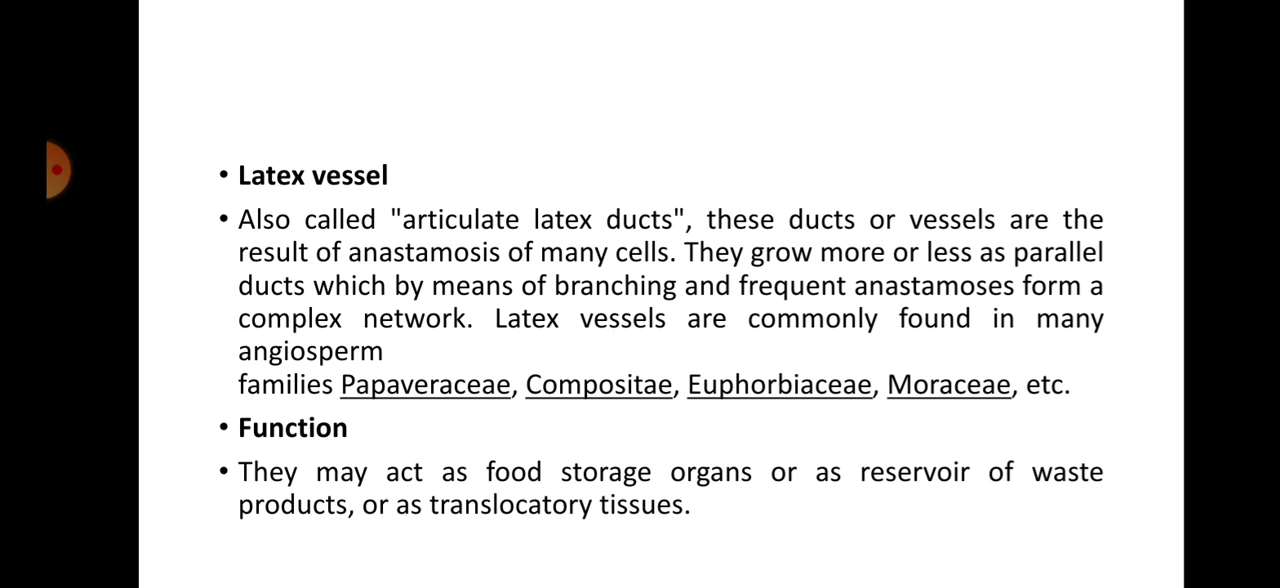 • Latex vessel
• Also called "articulate latex ducts", these ducts or vessels are the
result of anastamosis of many cells. They grow more or less as parallel
ducts which by means of branching and frequent anastamoses form a
complex network. Latex vessels are commonly found in many
angiosperm
families Papaveraceae, Compositae, Euphorbiaceae, Moraceae, etc.
• Function
• They may act as food storage organs or as reservoir of waste
products, or as translocatory tissues.